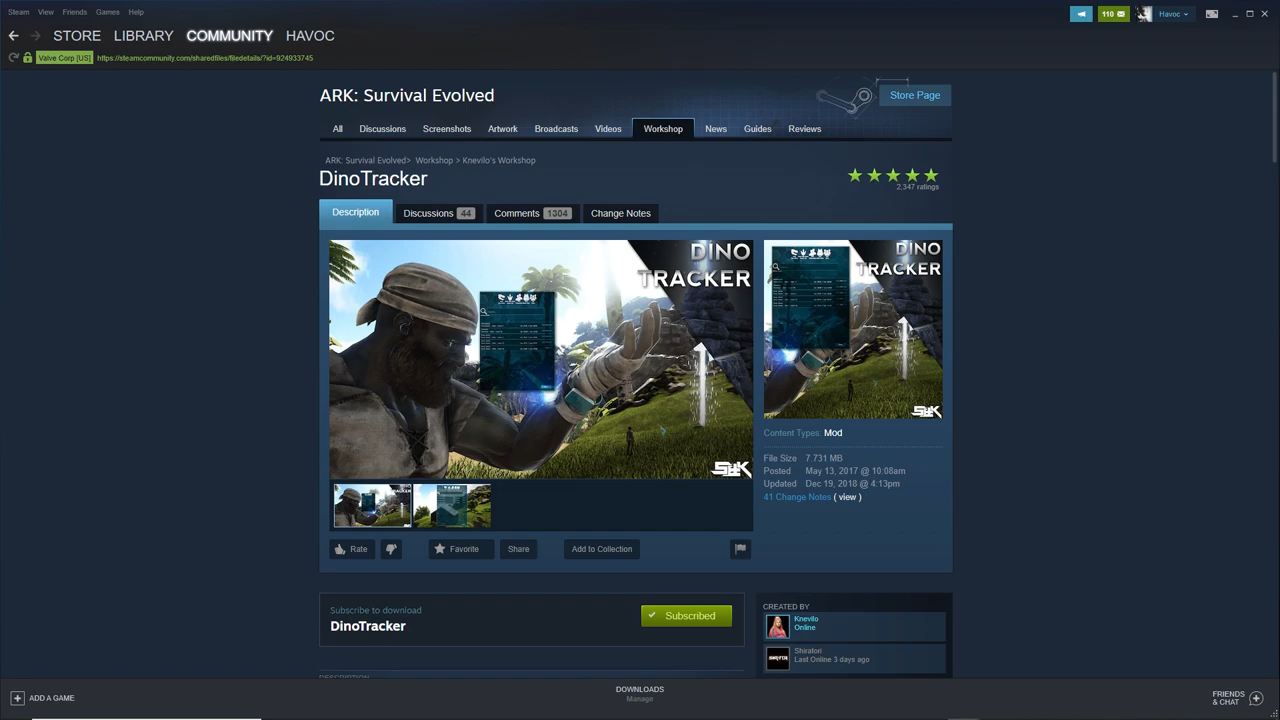 Steam View Friends Games Help
110 Havoc
STORE LIBRARY COMMUNITY HAVOC
Valve Corp [US] https://steamcommunity.com/sharedfiles/filedetails/?id=924933745
ARK: Survival Evolved
Store Page
All Discussions Screenshots Artwork Broadcasts Videos Workshop News Guides Reviews
ARK: Survival Evolved> Workshop > Knevilo's Workshop
DinoTracker
2,347 ratings
Description Discussions 44 Comments 1304 Change Notes
DINO
TRACKER
DINO
TRACKER
Content Types: Mod
File Size 7.731 MB
Posted May 13, 2017 @ 10:08am
Updated Dec 19, 2018 @ 4:13pm
41 Change Notes ( view )
Rate Favorite Share Add to Collection
Subscribe to download
DinoTracker
Subscribed
CREATED BY
Knevilo
Online
Shiratori
Last Online 3 days ago
DESCRIPTION
ADD A GAME
DOWNLOADS
Manage
FRIENDS
& CHAT